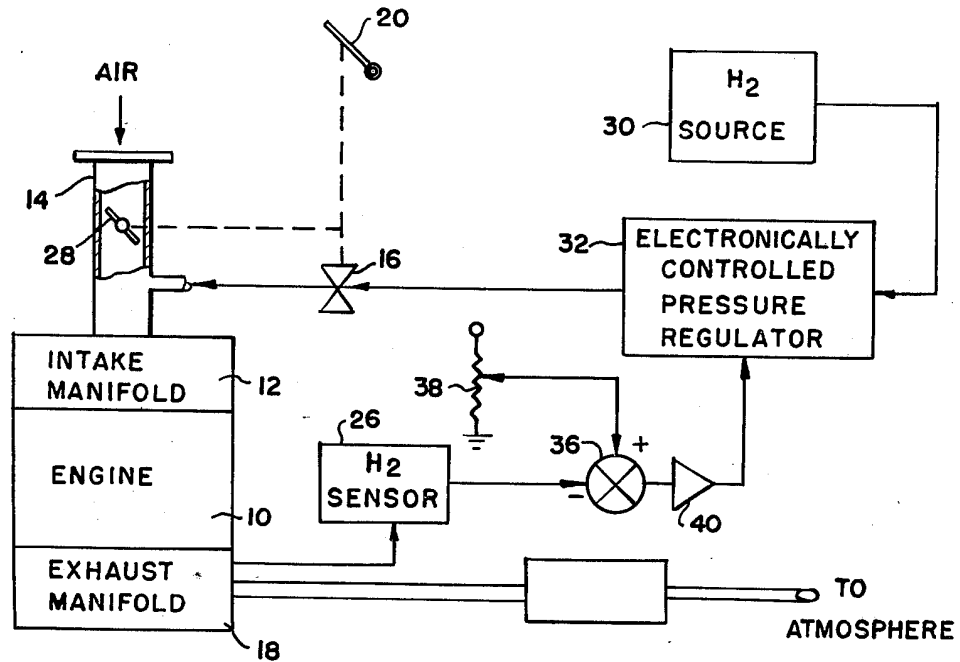 20
AIR
H2
SOURCE
30
14
28
16
32
ELECTRONICALLY
CONTROLLED
PRESSURE
REGULATOR
INTAKE
MANIFOLD
12
38
26
H2
SENSOR
36
+
-
40
ENGINE
10
EXHAUST
MANIFOLD
18
TO
ATMOSPHERE